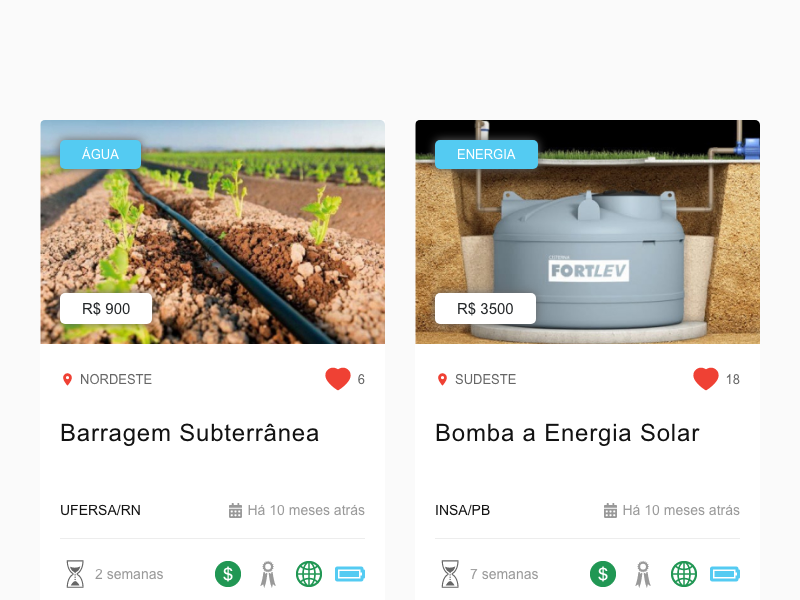 ÁGUA
R$ 900
NORDESTE
6
Barragem Subterrânea
UFERSA/RN
Há 10 meses atrás
2 semanas
$
ENERGIA
CISTERNA
FORTLEV
R$ 3500
SUDESTE
18
Bomba a Energia Solar
INSA/PB
Há 10 meses atrás
7 semanas
$